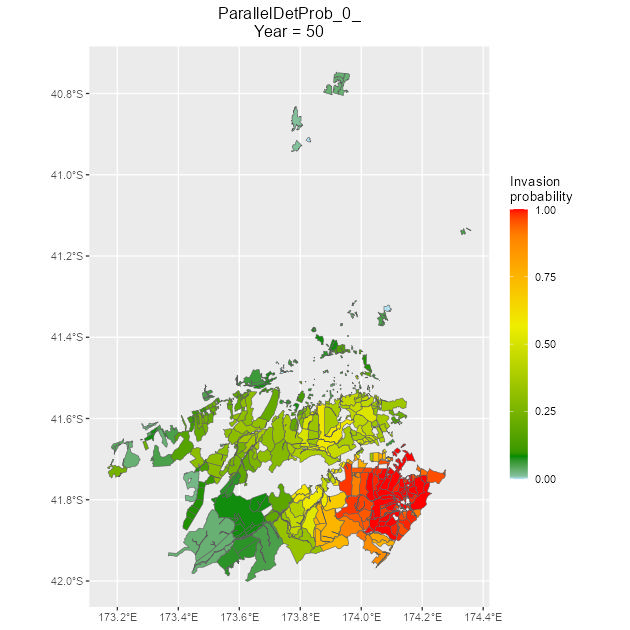 ParallelDetProb_0_
Year = 50
40.8°S
41.0°S
41.2°S
41.4°S
41.6°S
41.8°S
42.0°S
173.2°E 173.4°E 173.6°E 173.8°E 174.0°E 174.2°E 174.4°E
Invasion
probability
1.00
0.75
0.50
0.25
0.00